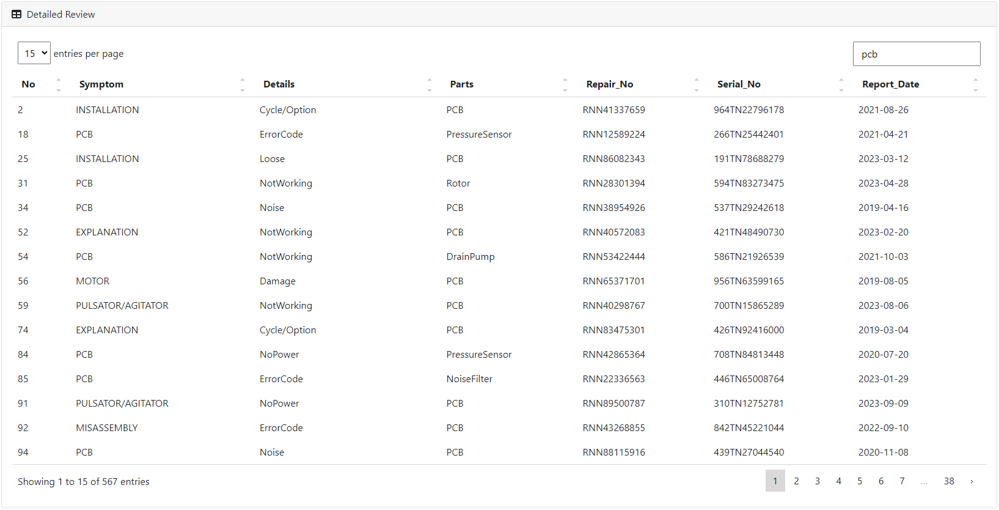 Detailed Review
15 entries per page pcb
No Symptom Details Parts Repair_No Serial_No Report_Date
2 INSTALLATION Cycle/Option PCB RNN41337659 964TN22796178 2021-08-26
18 PCB ErrorCode PressureSensor RNN12589224 266TN25442401 2021-04-21
25 INSTALLATION Loose PCB RNN86082343 191TN78688279 2023-03-12
31 PCB NotWorking Rotor RNN28301394 594TN83273475 2023-04-28
34 PCB Noise PCB RNN38954926 537TN29242618 2019-04-16
52 EXPLANATION NotWorking PCB RNN40572083 421TN48490730 2023-02-20
54 PCB NotWorking DrainPump RNN53422444 586TN21926539 2021-10-03
56 MOTOR Damage PCB RNN65371701 956TN63599165 2019-08-05
59 PULSATOR/AGITATOR NotWorking PCB RNN40298767 700TN15865289 2023-08-06
74 EXPLANATION Cycle/Option PCB RNN83475301 426TN92416000 2019-03-04
84 PCB NoPower PressureSensor RNN42865364 708TN84813448 2020-07-20
85 PCB ErrorCode NoiseFilter RNN22336563 446TN65008764 2023-01-29
91 PULSATOR/AGITATOR NoPower PCB RNN89500787 310TN12752781 2023-09-09
92 MISASSEMBLY ErrorCode PCB RNN43268855 842TN45221044 2022-09-10
94 PCB Noise PCB RNN88115916 439TN27044540 2020-11-08
Showing 1 to 15 of 567 entries 1 2 3 4 5 6 7 ... 38 ›